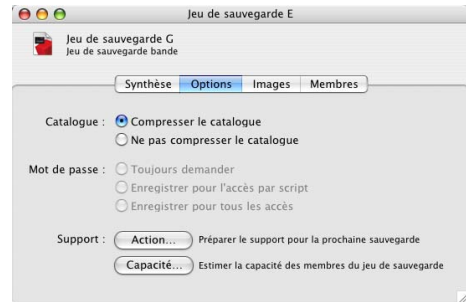 Jeu de sauvegarde E
Jeu de sauvegarde G
Jeu de sauvegarde bande
Synthèse Options Images Membres
Catalogue : Compresser le catalogue
Ne pas compresser le catalogue
Mot de passe : Toujours demander
Enregistrer pour l'accès par script
Enregistrer pour tous les accès
Support : Action... Préparer le support pour la prochaine sauvegarde
Capacité... Estimer la capacité des membres du jeu de sauvegarde